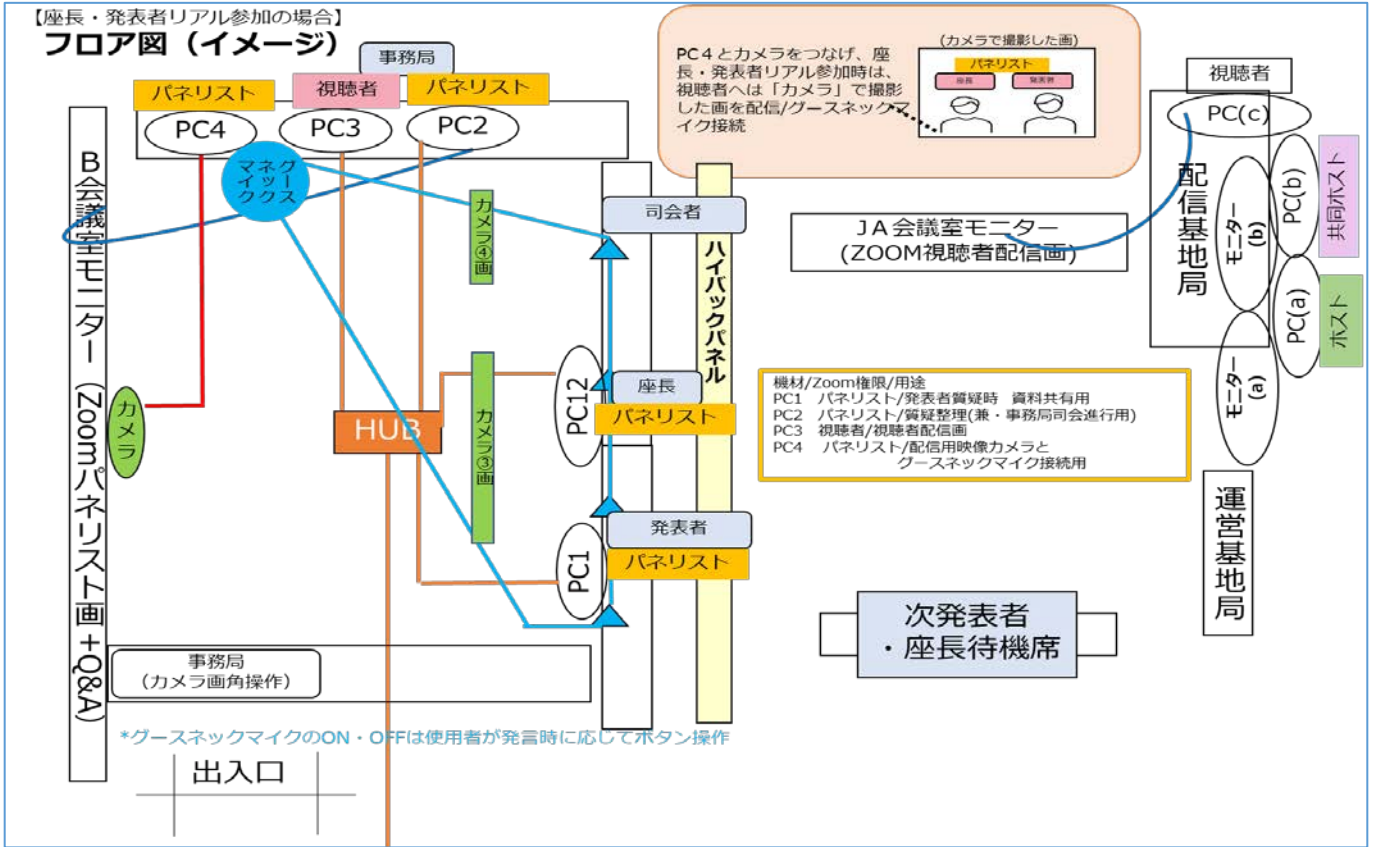 【座長・発表者リアル参加の場合】
フロア図（イメージ）
事務局
パネリスト
視聴者
パネリスト
PC4
PC3
PC2
グースネックマイク
B会議室モニター（Zoomパネリスト画+Q&A)
カメラ
カメラ④画
カメラ③画
HUB
PC12
PC1
司会者
ハイバックパネル
座長
パネリスト
発表者
パネリスト
事務局
（カメラ画角操作）
*グースネックマイクのON・OFFは使用者が発言時に応じてボタン操作
出入口
PC４とカメラをつなげ、座
長・発表者リアル参加時は、
視聴者へは「カメラ」で撮影
した画を配信/グースネックマ
イク接続
(カメラで撮影した画)
パネリスト
座長
発表者
JA会議室モニター
(ZOOM視聴者配信画)
機材/Zoom権限/用途
PC1 パネリスト/発表者質疑時 資料共有用
PC2 パネリスト/質疑整理(兼・事務局司会進行用)
PC3 視聴者/視聴者配信画
PC4 パネリスト/配信用映像カメラと
グースネックマイク接続用
次発表者
・座長待機席
視聴者
PC(c)
配信基地局
モニター(b)
PC(b)
共同ホスト
モニター(a)
PC(a)
ホスト
運営基地局